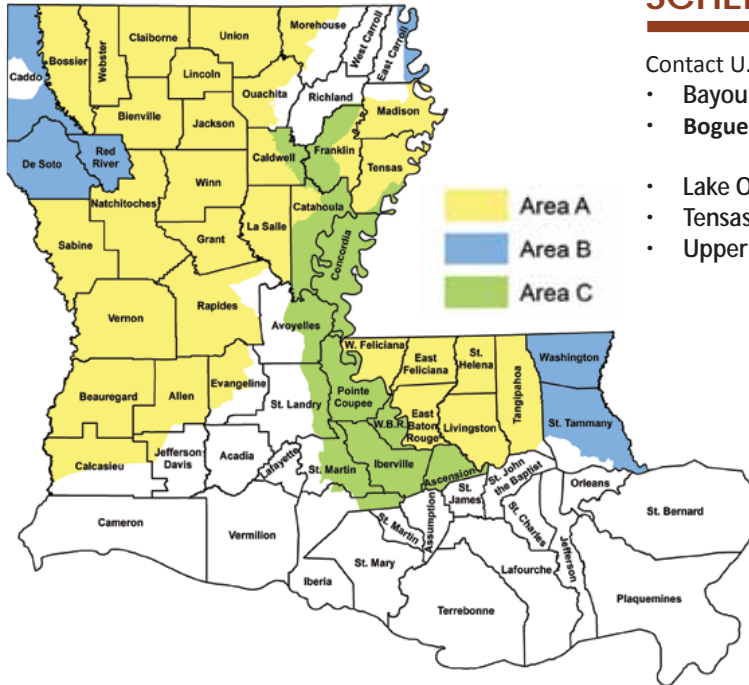 SCHE
Contact U.
· Bayou
· Bogue
· Lake O
· Tensas
· Upper
Area A
Area B
Area C
Caddo
Bossier
Webster
Claiborne
Union
Morehouse
West Carroll
East Carroll
Lincoln
Ouachita
Richland
Madison
Bienville
Jackson
Caldwell
Franklin
Tensas
De Soto
Red
River
Winn
Natchitoches
Catahoula
La Salle
Concordia
Grant
Sabine
Rapides
Avoyelles
Vernon
W. Feliciana
East
Feliciana
St.
Helena
Tangipahoa
Washington
Beauregard
Allen
Evangeline
St. Landry
Pointe
Coupee
W.B.R.
East
Baton
Rouge
Livingston
St. Tammany
Calcasieu
Jefferson
Davis
Acadia
Lafayette
St. Martin
Iberville
Ascension
St. John
the Baptist
St.
James
Orleans
St. Bernard
Cameron
Vermilion
Iberia
St. Martin
Assumption
St. Mary
St. Charles
Jefferson
Lafourche
Terrebonne
Plaquemines